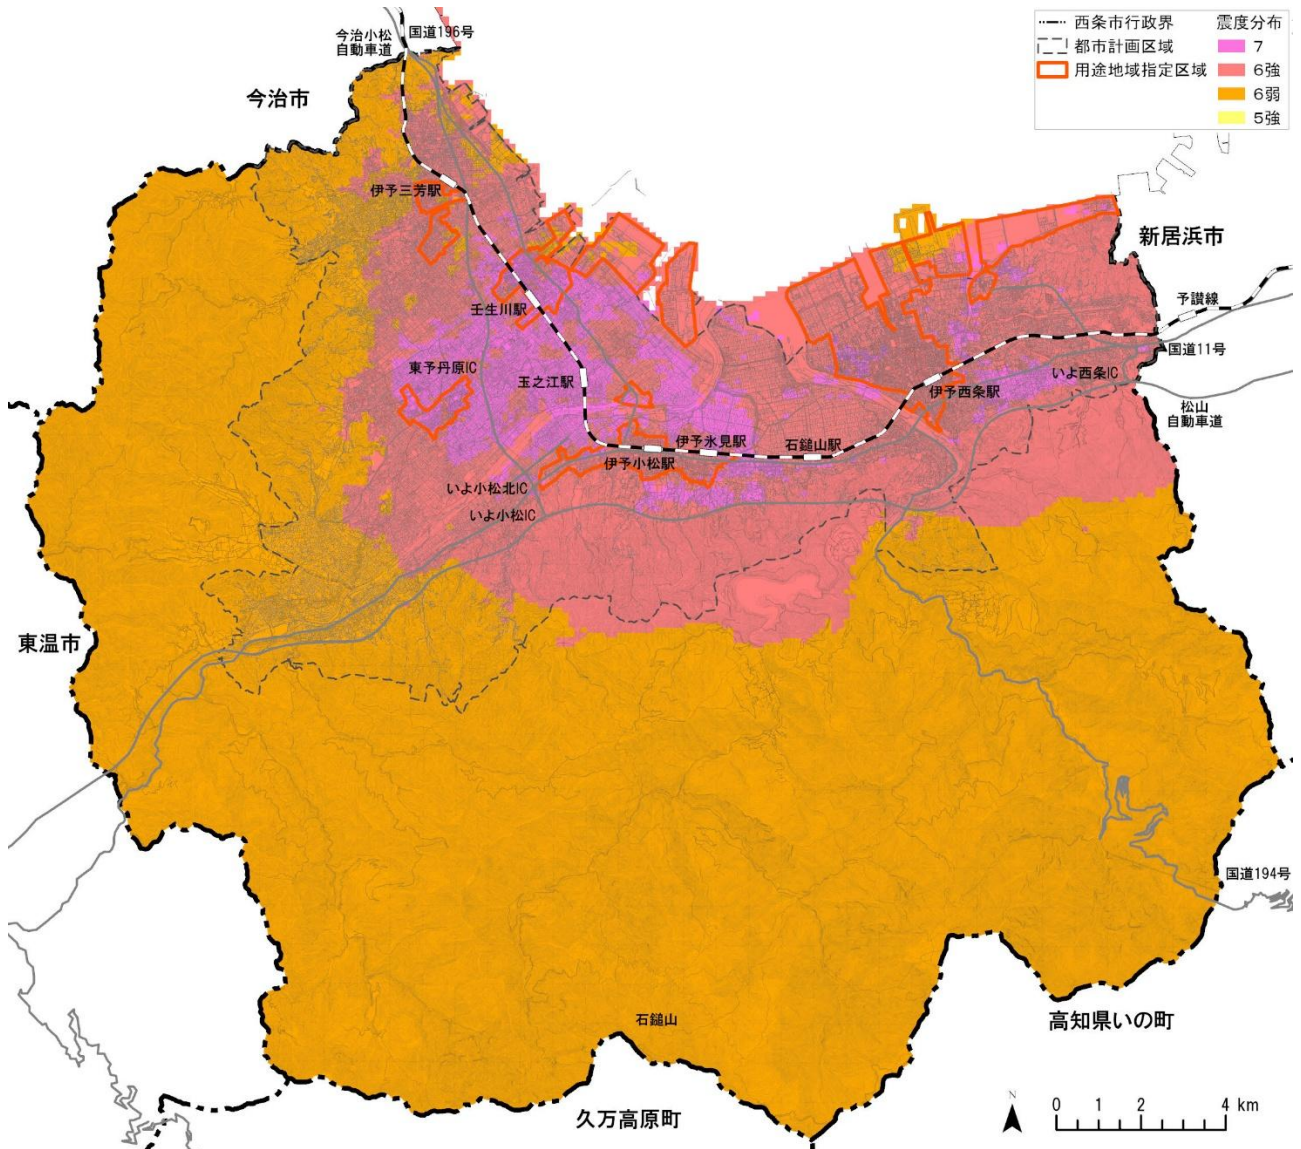 今治小松
自動車道
国道196号
西条市行政界
都市計画区域
用途地域指定区域
震度分布
7
6強
6弱
5強
今治市
伊予三芳駅
新居浜市
壬生川駅
予讃線
国道11号
東予丹原IC
玉之江駅
伊予西条駅
いよ西条IC
松山
自動車道
伊予氷見駅
石鎚山駅
伊予小松駅
いよ小松北IC
いよ小松IC
東温市
国道194号
石鎚山
高知県いの町
久万高原町
N
0 1 2 4 km